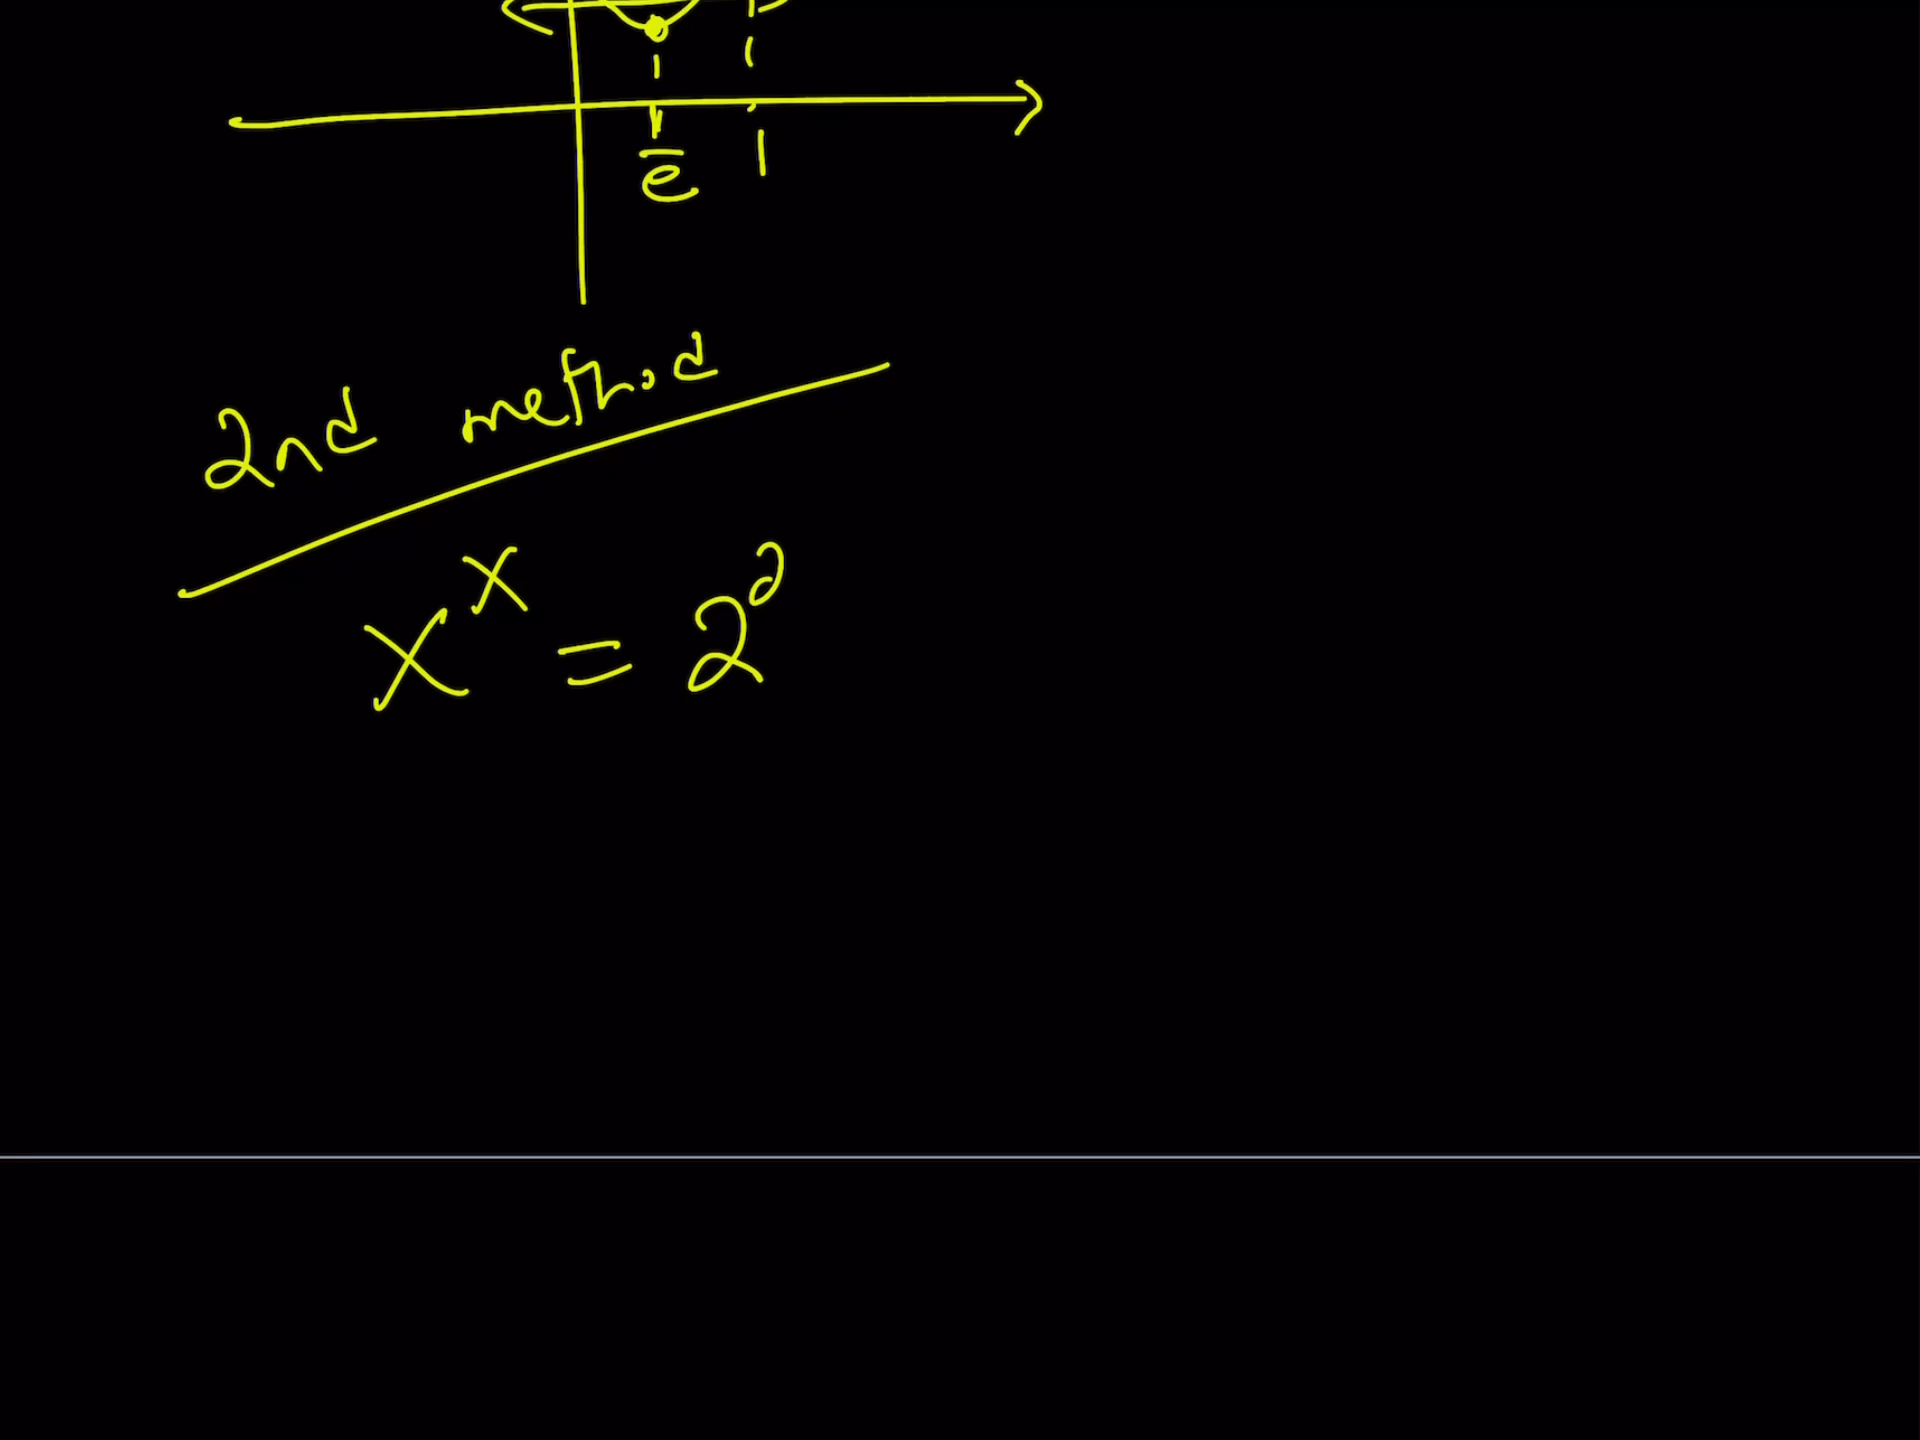 1/e 1
2nd method
x^x = 2^2